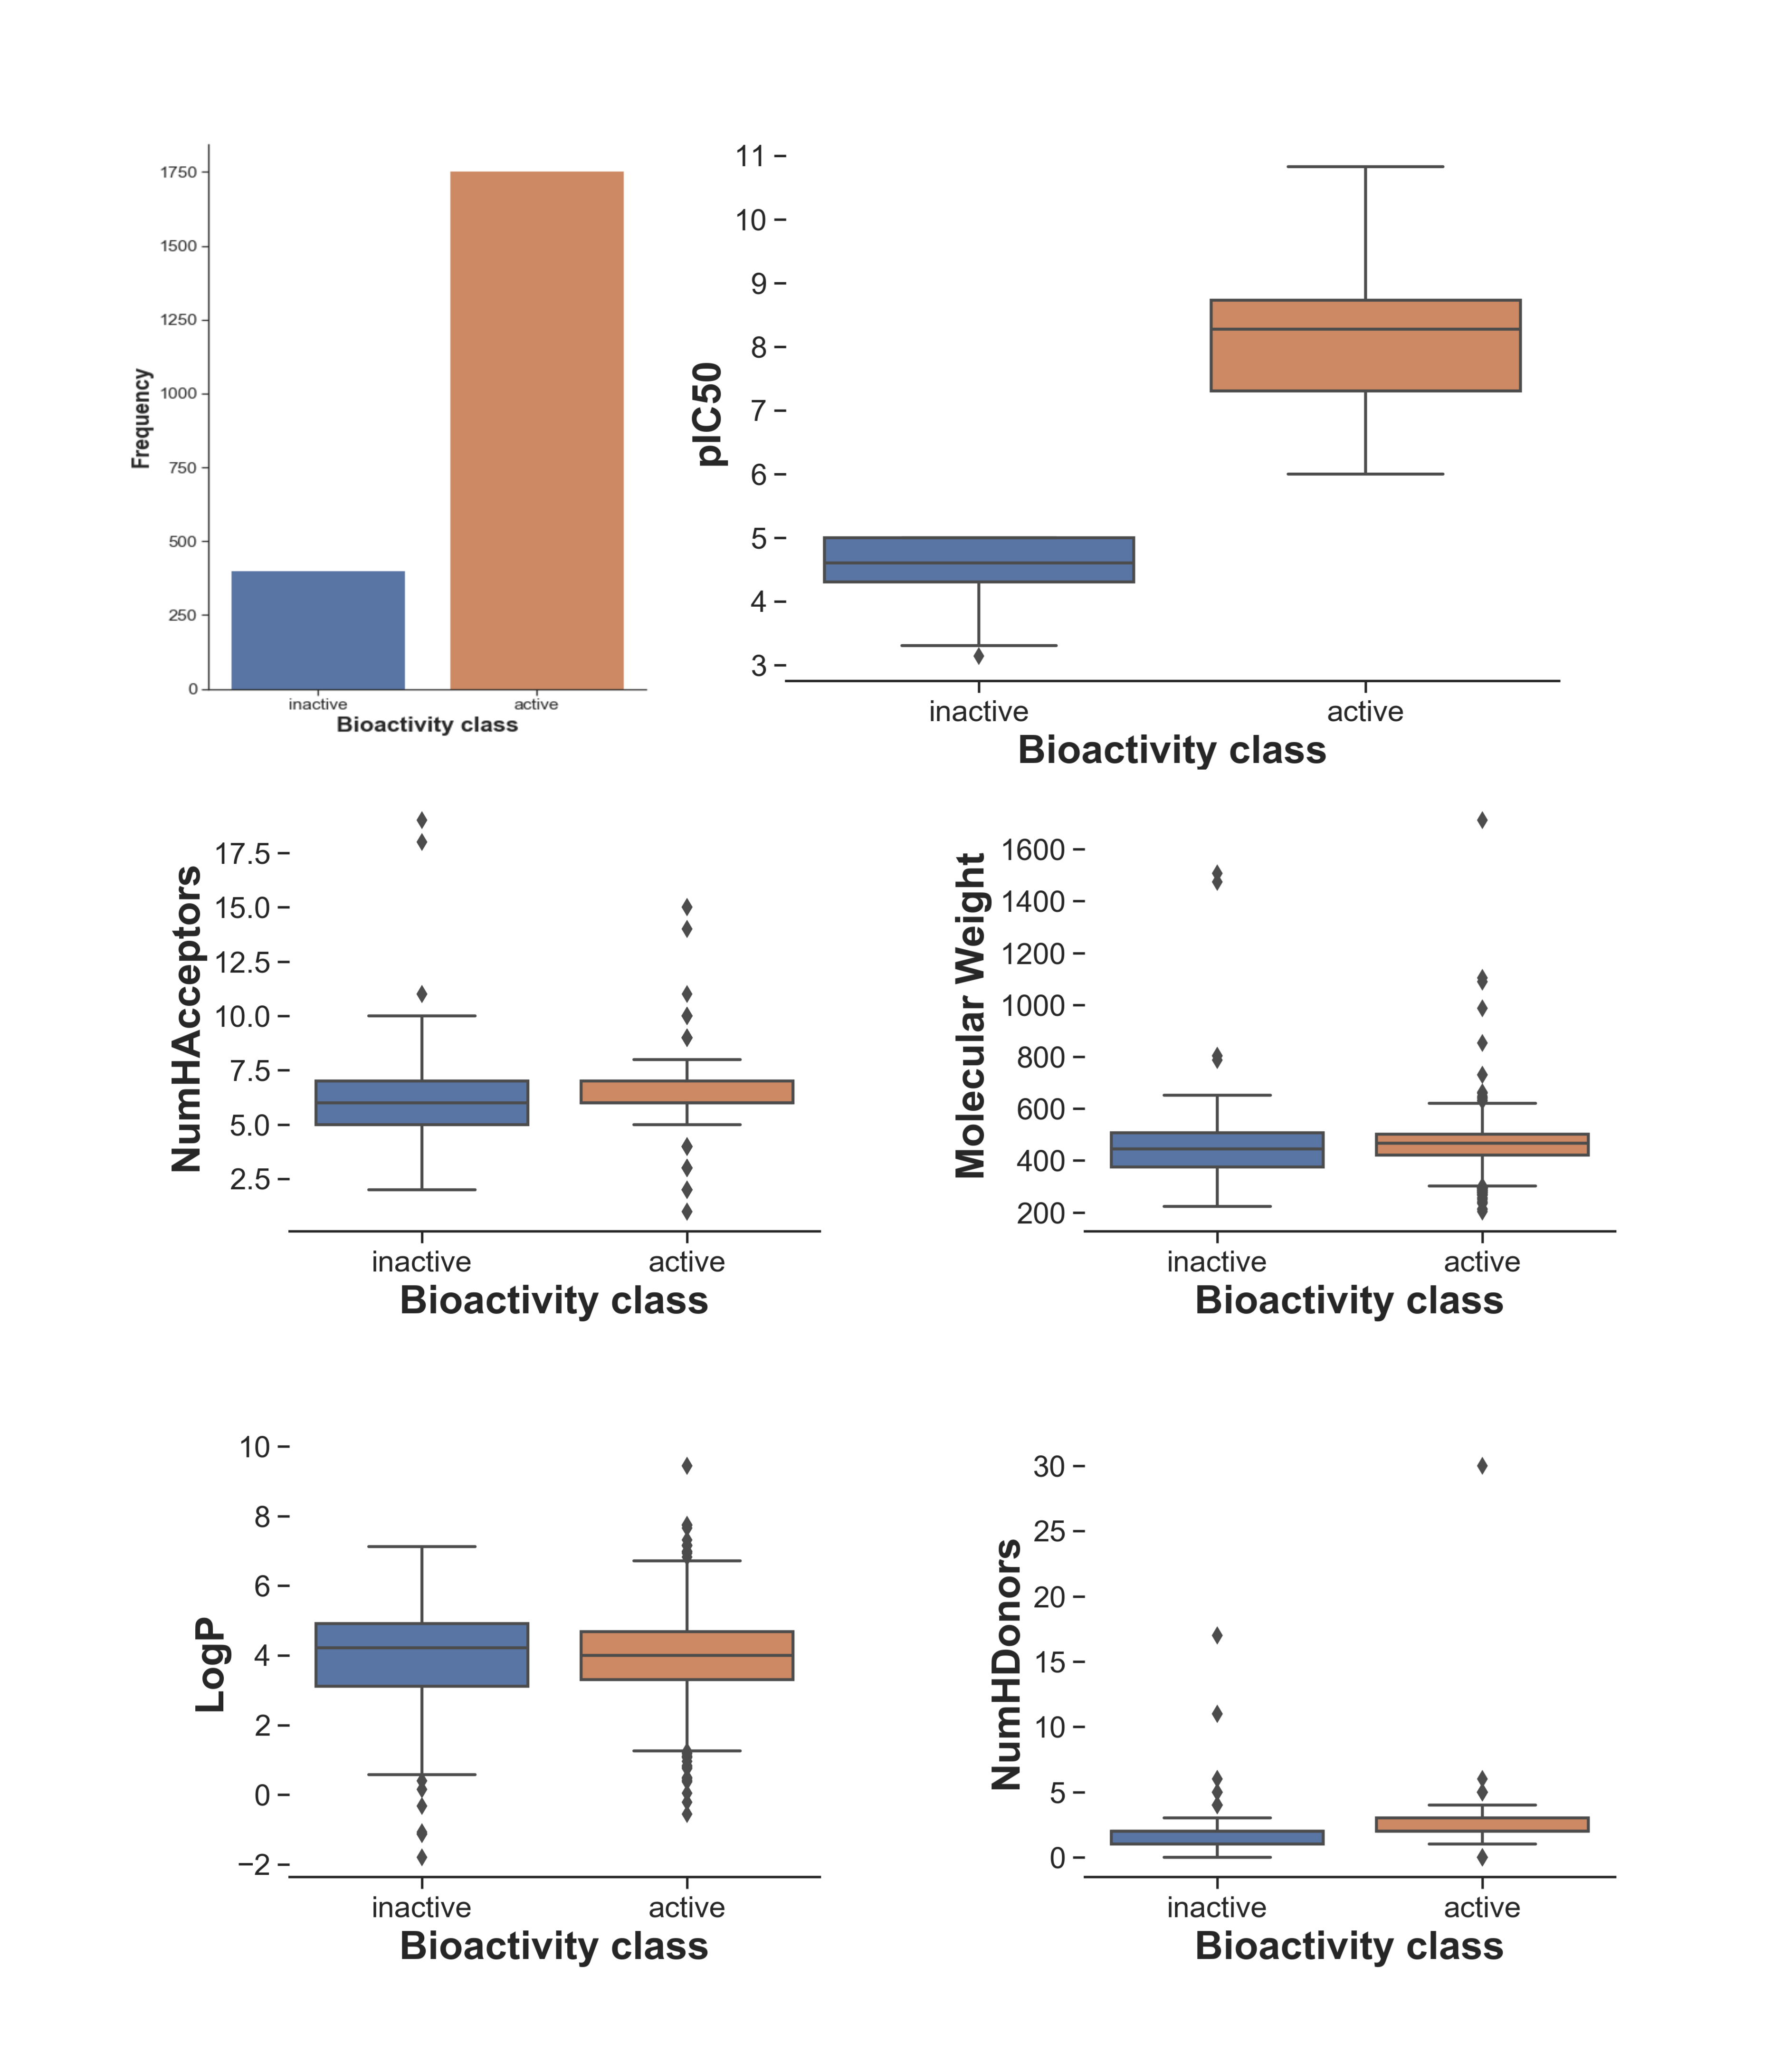 1750
1500
1250
1000
750
500
250
0
Frequency
inactive active
Bioactivity class
11
10
9
8
7
6
5
4
3
pIC50
inactive active
Bioactivity class
17.5
15.0
12.5
10.0
7.5
5.0
2.5
NumHAcceptors
inactive active
Bioactivity class
1600
1400
1200
1000
800
600
400
200
Molecular Weight
inactive active
Bioactivity class
10
8
6
4
2
0
−2
LogP
inactive active
Bioactivity class
30
25
20
15
10
5
0
NumHDonors
inactive active
Bioactivity class